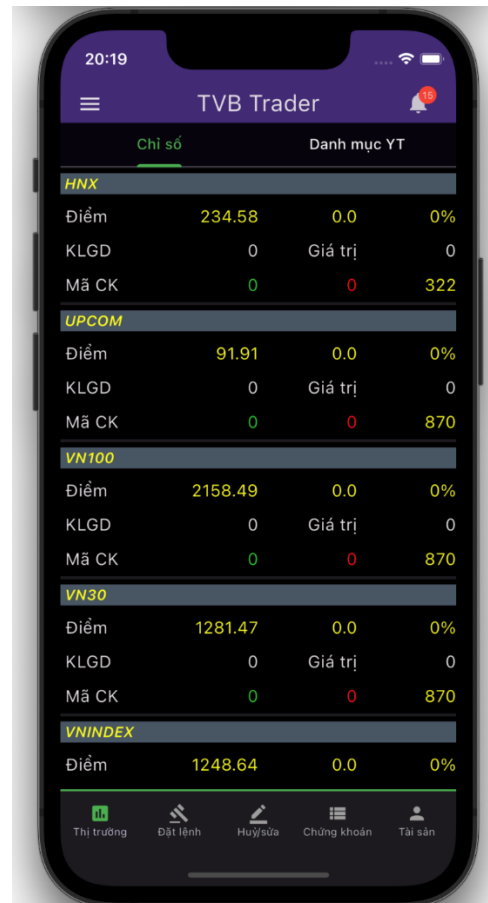 20:19
TVB Trader
15
Chỉ số Danh mục YT
HNX
Điểm 234.58 0.0 0%
KLGD 0 Giá trị 0
Mã CK 0 0 322
UPCOM
Điểm 91.91 0.0 0%
KLGD 0 Giá trị 0
Mã CK 0 0 870
VN100
Điểm 2158.49 0.0 0%
KLGD 0 Giá trị 0
Mã CK 0 0 870
VN30
Điểm 1281.47 0.0 0%
KLGD 0 Giá trị 0
Mã CK 0 0 870
VNINDEX
Điểm 1248.64 0.0 0%
Thị trường Đặt lệnh Huỷ/sửa Chứng khoán Tài sản